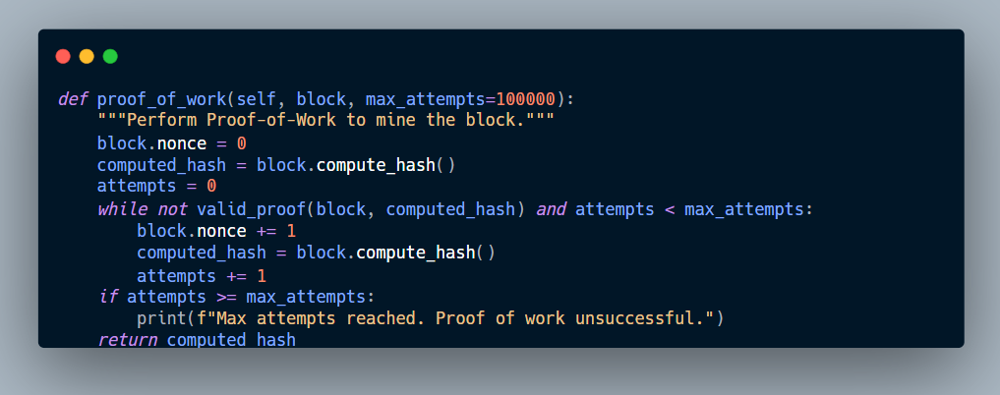 def proof_of_work(self, block, max_attempts=100000):
    """Perform Proof-of-Work to mine the block."""
    block.nonce = 0
    computed_hash = block.compute_hash()
    attempts = 0
    while not valid_proof(block, computed_hash) and attempts < max_attempts:
        block.nonce += 1
        computed_hash = block.compute_hash()
        attempts += 1
    if attempts >= max_attempts:
        print(f"Max attempts reached. Proof of work unsuccessful.")
    return computed_hash